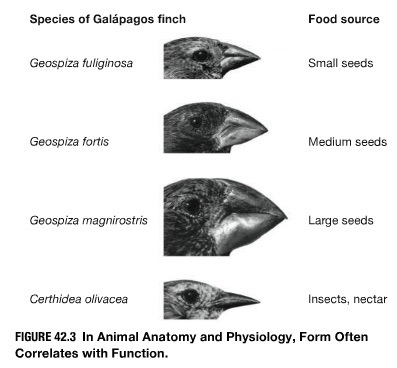 Species of Galápagos finch Food source
Geospiza fuliginosa Small seeds
Geospiza fortis Medium seeds
Geospiza magnirostris Large seeds
Certhidea olivacea Insects, nectar
FIGURE 42.3 In Animal Anatomy and Physiology, Form Often
Correlates with Function.